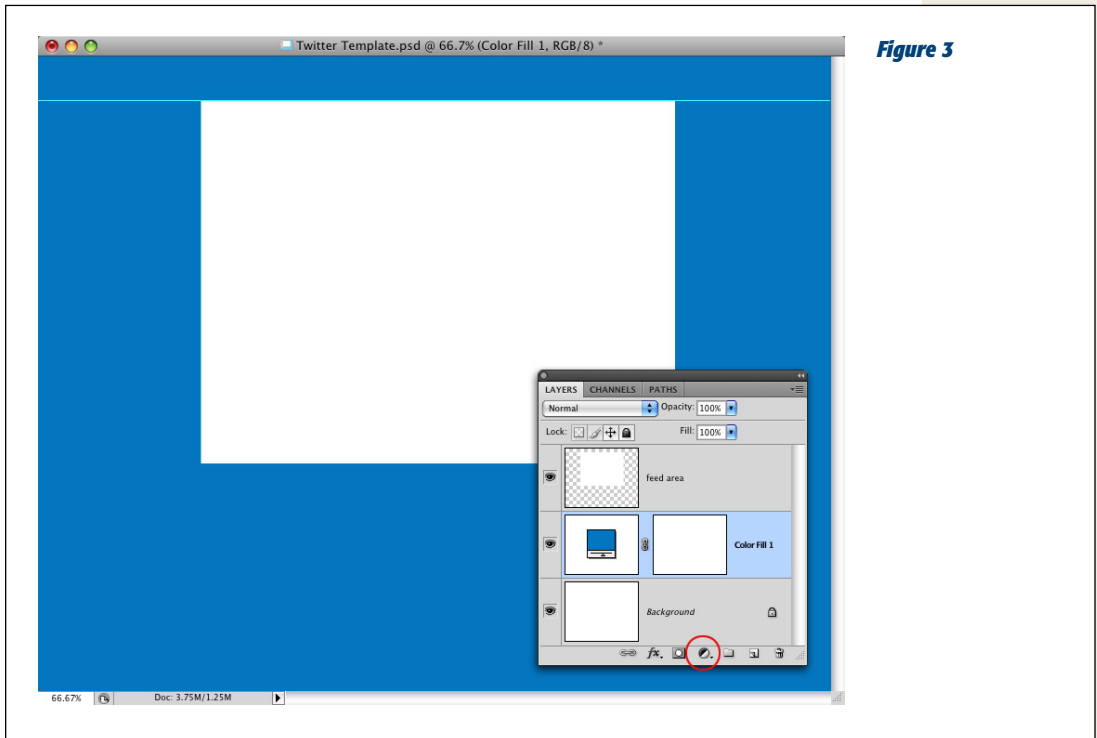 Twitter Template.psd @ 66.7% (Color Fill 1, RGB/8) *
Figure 3
LAYERS CHANNELS PATHS
Normal Opacity: 100%
Lock: Fill: 100%
feed area
Color Fill 1
Background
fx.
66.67% Doc: 3.75M/1.25M